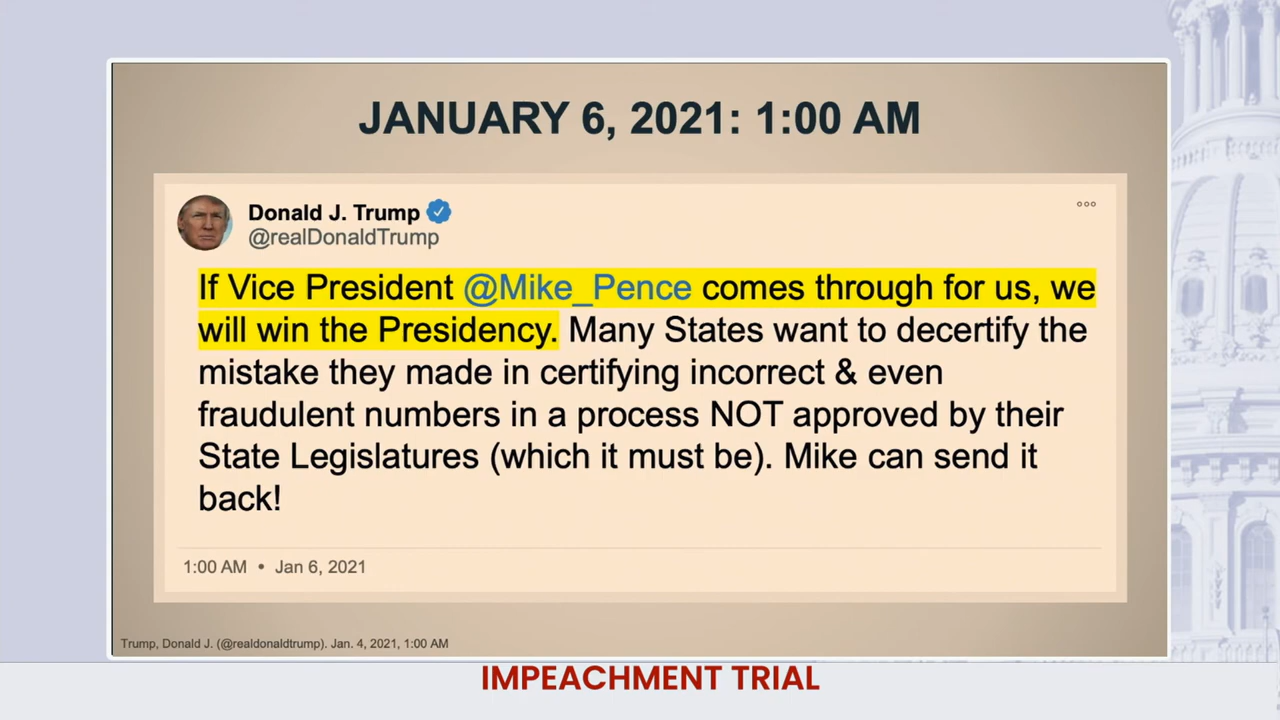 JANUARY 6, 2021: 1:00 AM
Donald J. Trump
@realDonaldTrump
If Vice President @Mike_Pence comes through for us, we
will win the Presidency. Many States want to decertify the
mistake they made in certifying incorrect & even
fraudulent numbers in a process NOT approved by their
State Legislatures (which it must be). Mike can send it
back!
1:00 AM • Jan 6, 2021
Trump, Donald J. (@realdonaldtrump). Jan. 4, 2021, 1:00 AM
IMPEACHMENT TRIAL